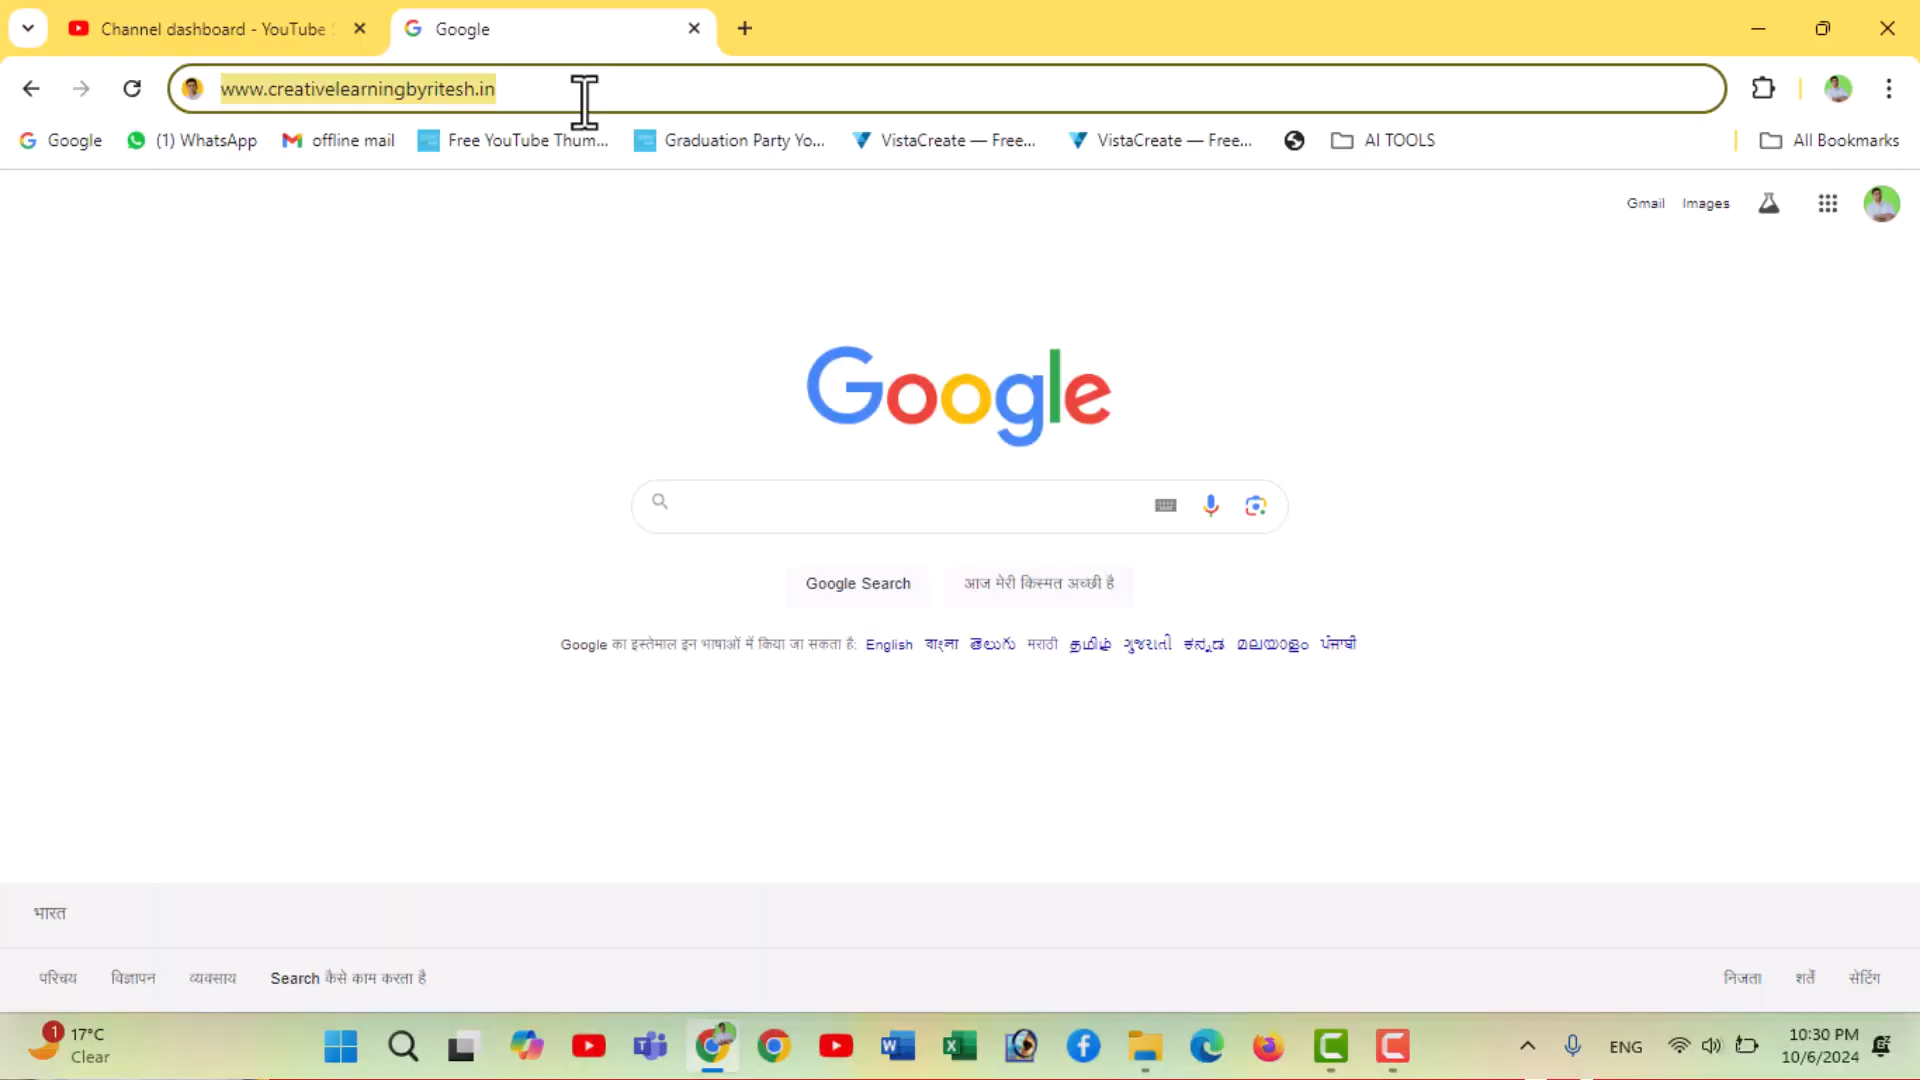 Channel dashboard - YouTube
Google
www.creativelearningbyritesh.in
Google
(1) WhatsApp
offline mail
Free YouTube Thum...
Graduation Party Yo...
VistaCreate — Free...
VistaCreate — Free...
AI TOOLS
All Bookmarks
Gmail
Images
Google
Google Search
आज मेरी किस्मत अच्छी है
Google का इस्तेमाल इन भाषाओं में किया जा सकता है: English বাংলা తెలుగు मराठी தமிழ் ગુજરાતી ಕನ್ನಡ മലയാളം ਪੰਜਾਬੀ
भारत
परिचय
विज्ञापन
व्यवसाय
Search कैसे काम करता है
निजता
शर्तें
सेटिंग
1
17°C
Clear
ENG
10:30 PM
10/6/2024